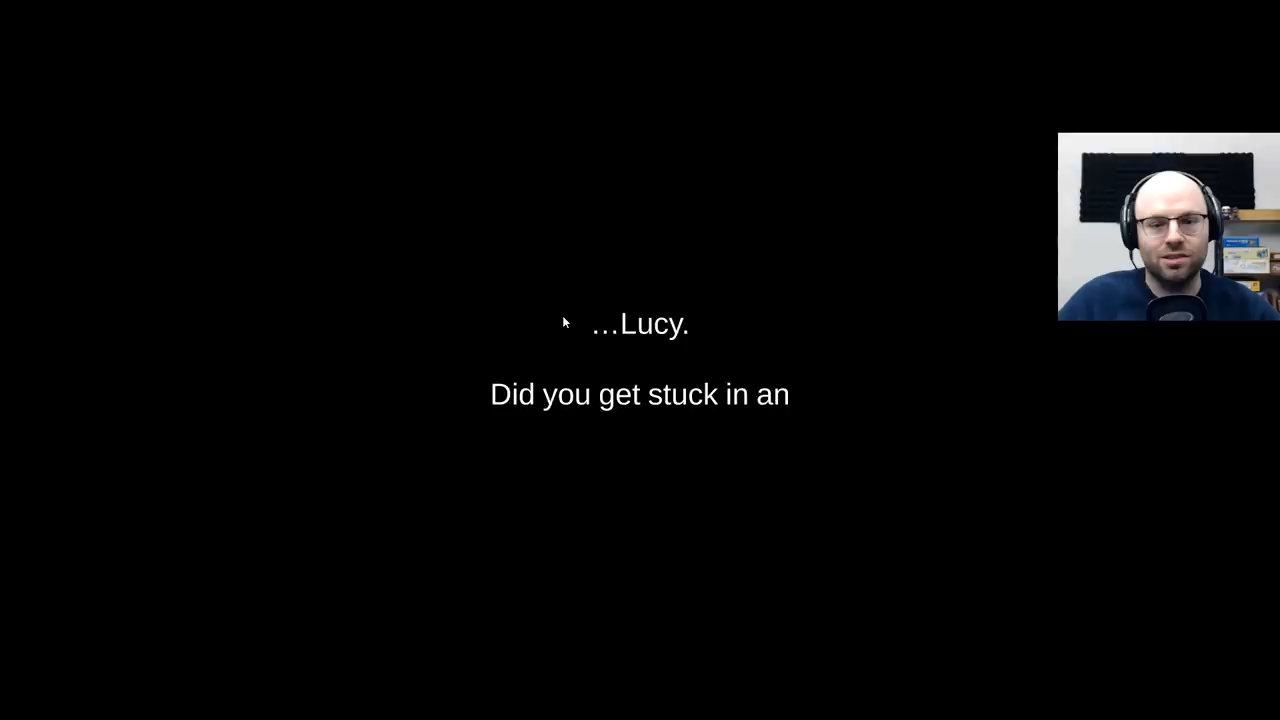 …Lucy.
Did you get stuck in an